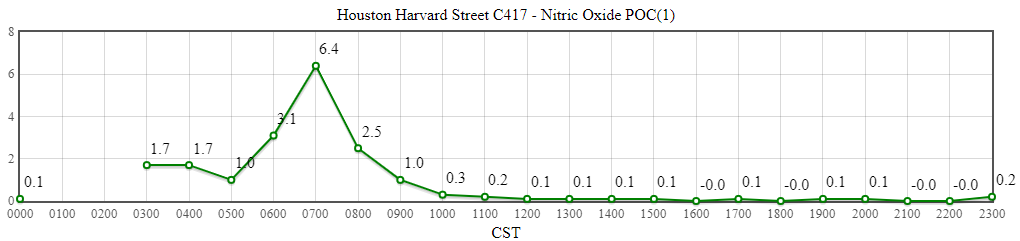 Houston Harvard Street C417 - Nitric Oxide POC(1)
8
6
4
2
0
6.4
3.1
2.5
1.7 1.7 1.0 1.0
0.1 0.3 0.2 0.1 0.1 0.1 0.1 -0.0 0.1 -0.0 0.1 0.1 -0.0 -0.0 0.2
0000 0100 0200 0300 0400 0500 0600 0700 0800 0900 1000 1100 1200 1300 1400 1500 1600 1700 1800 1900 2000 2100 2200 2300
CST